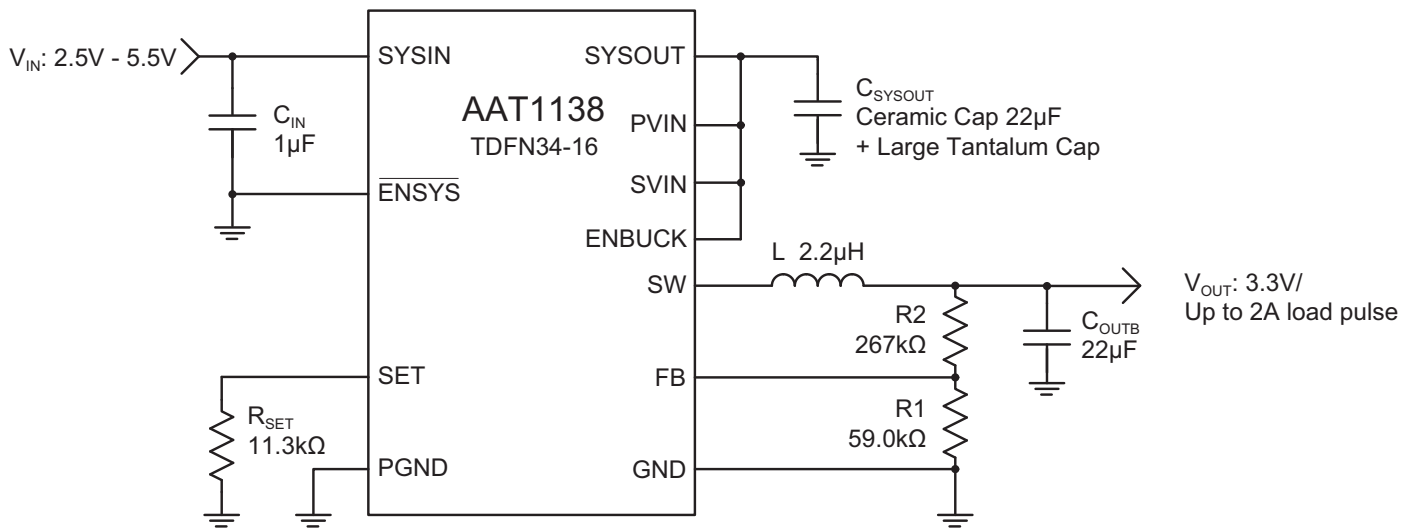 V_IN: 2.5V - 5.5V
C_IN
1µF
SYSIN
ENSYS
SET
PGND
R_SET
11.3kΩ
AAT1138
TDFN34-16
SYSOUT
PVIN
SVIN
ENBUCK
SW
FB
GND
C_SYSOUT
Ceramic Cap 22µF
+ Large Tantalum Cap
L 2.2µH
R2
267kΩ
R1
59.0kΩ
C_OUTB
22µF
V_OUT: 3.3V/
Up to 2A load pulse